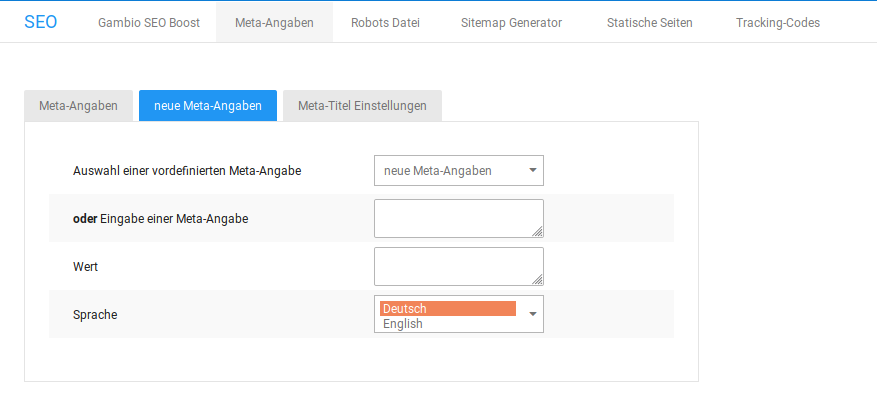 SEO Gambio SEO Boost Meta-Angaben Robots Datei Sitemap Generator Statische Seiten Tracking-Codes
Meta-Angaben neue Meta-Angaben Meta-Titel Einstellungen
Auswahl einer vordefinierten Meta-Angabe neue Meta-Angaben
oder Eingabe einer Meta-Angabe
Wert
Sprache Deutsch
English